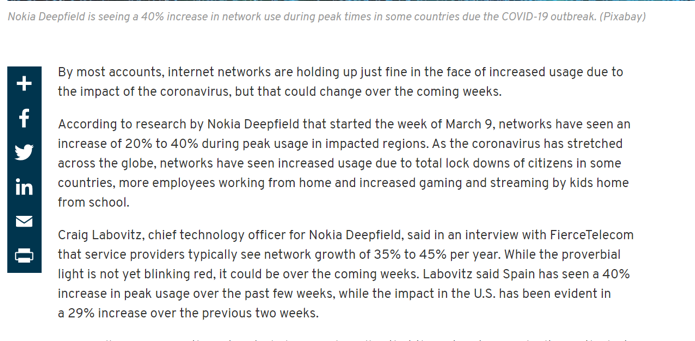 Nokia Deepfield is seeing a 40% increase in network use during peak times in some countries due the COVID-19 outbreak. (Pixabay)
By most accounts, internet networks are holding up just fine in the face of increased usage due to
the impact of the coronavirus, but that could change over the coming weeks.
According to research by Nokia Deepfield that started the week of March 9, networks have seen an
increase of 20% to 40% during peak usage in impacted regions. As the coronavirus has stretched
across the globe, networks have seen increased usage due to total lock downs of citizens in some
countries, more employees working from home and increased gaming and streaming by kids home
from school.
Craig Labovitz, chief technology officer for Nokia Deepfield, said in an interview with FierceTelecom
that service providers typically see network growth of 35% to 45% per year. While the proverbial
light is not yet blinking red, it could be over the coming weeks. Labovitz said Spain has seen a 40%
increase in peak usage over the past few weeks, while the impact in the U.S. has been evident in
a 29% increase over the previous two weeks.